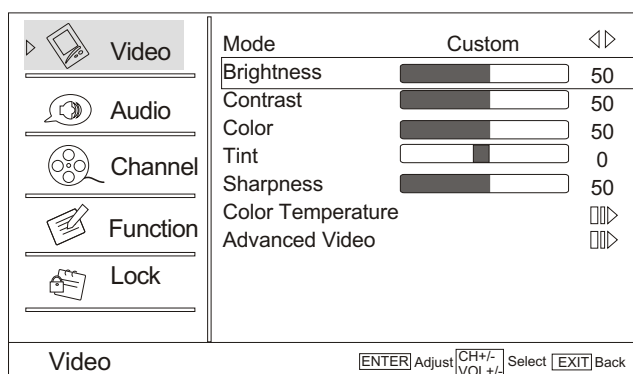 Video
Audio
Channel
Function
Lock
Mode Custom
Brightness 50
Contrast 50
Color 50
Tint 0
Sharpness 50
Color Temperature
Advanced Video
Video
ENTER Adjust CH+/- VOL+/- Select EXIT Back